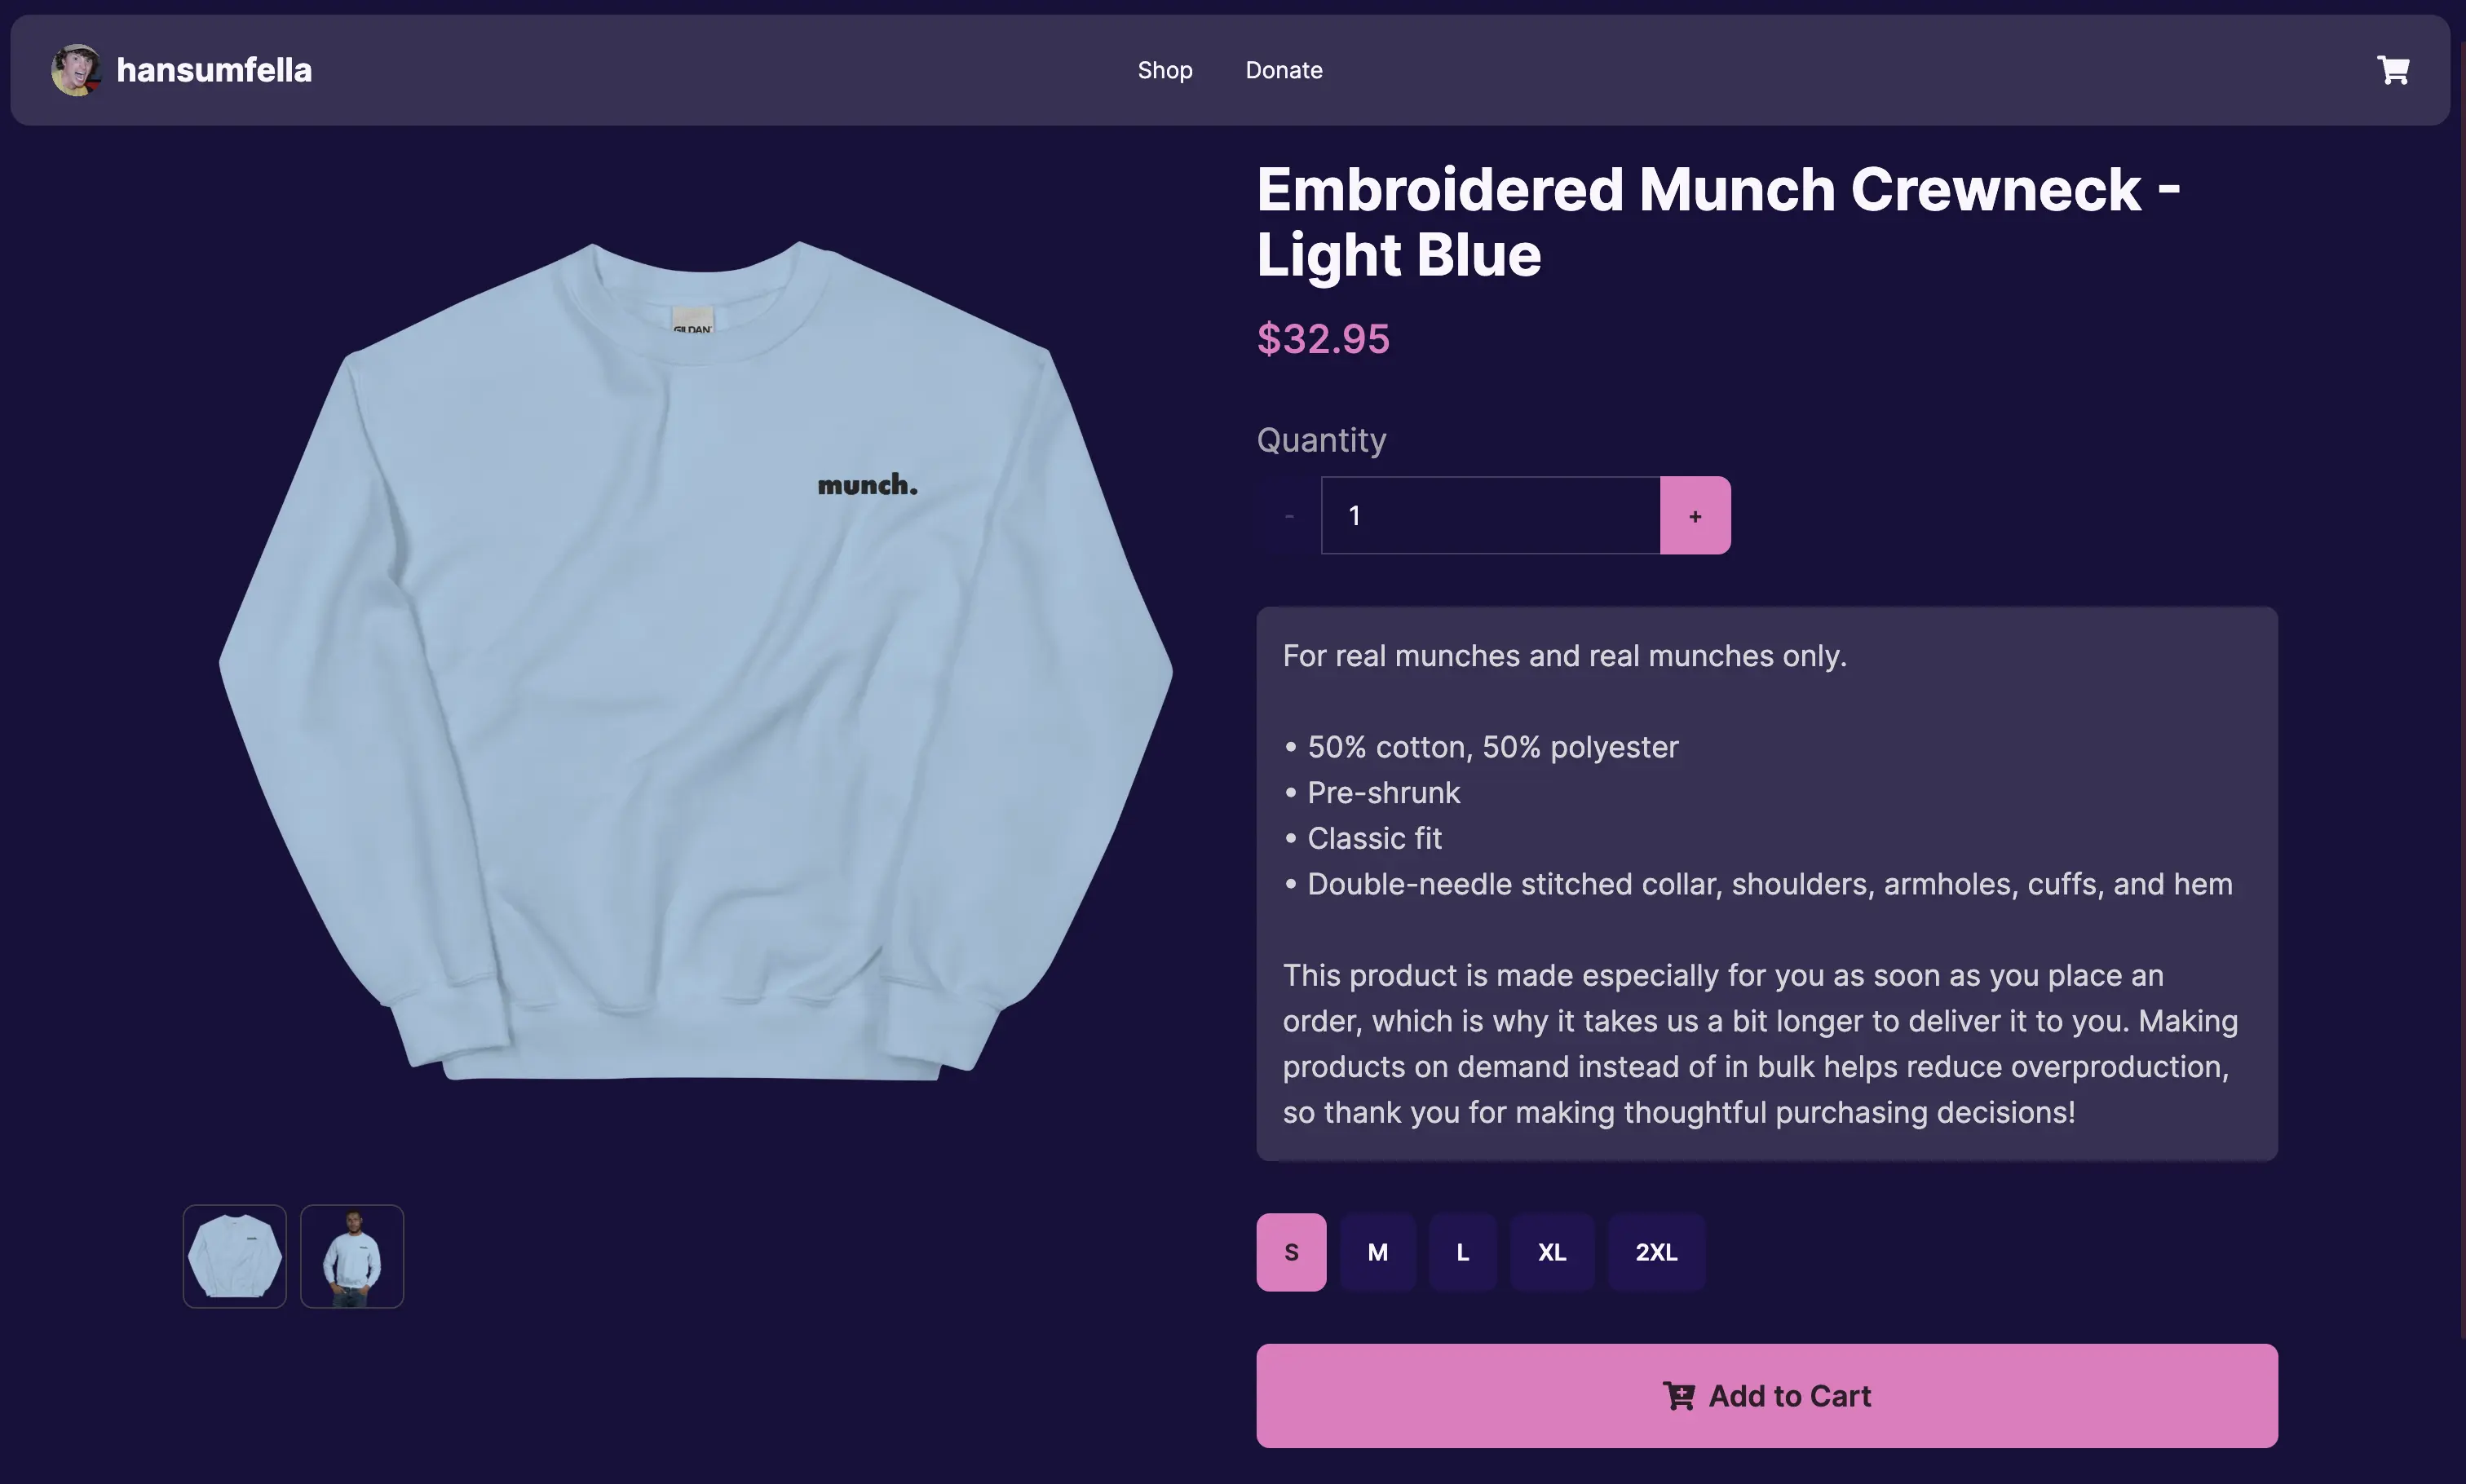 hansumfella
Shop
Donate
GILDAN
munch.
Embroidered Munch Crewneck -
Light Blue
$32.95
Quantity
-
1
+
For real munches and real munches only.
• 50% cotton, 50% polyester
• Pre-shrunk
• Classic fit
• Double-needle stitched collar, shoulders, armholes, cuffs, and hem
This product is made especially for you as soon as you place an
order, which is why it takes us a bit longer to deliver it to you. Making
products on demand instead of in bulk helps reduce overproduction,
so thank you for making thoughtful purchasing decisions!
S
M
L
XL
2XL
Add to Cart